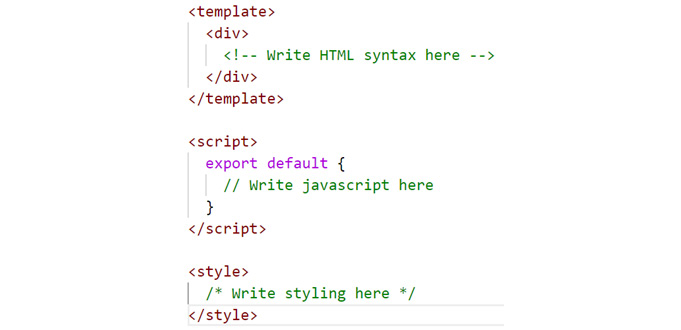 <template>
<div>
<!-- Write HTML syntax here -->
</div>
</template>
<script>
export default {
// Write javascript here
}
</script>
<style>
/* Write styling here */
</style>